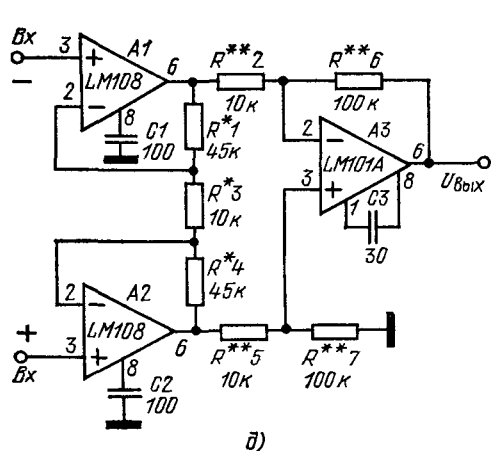 Вх
3
+
A1
LM108
6
−
2
−
8
C1
100
R**2
10к
R*1
45к
R*3
10к
R*4
45к
R**6
100к
A3
2
−
LM101A
3
+
6
1
8
C3
30
Uвых
2
−
A2
LM108
6
+
3
+
Вх
8
C2
100
R**5
10к
R**7
100к
д)